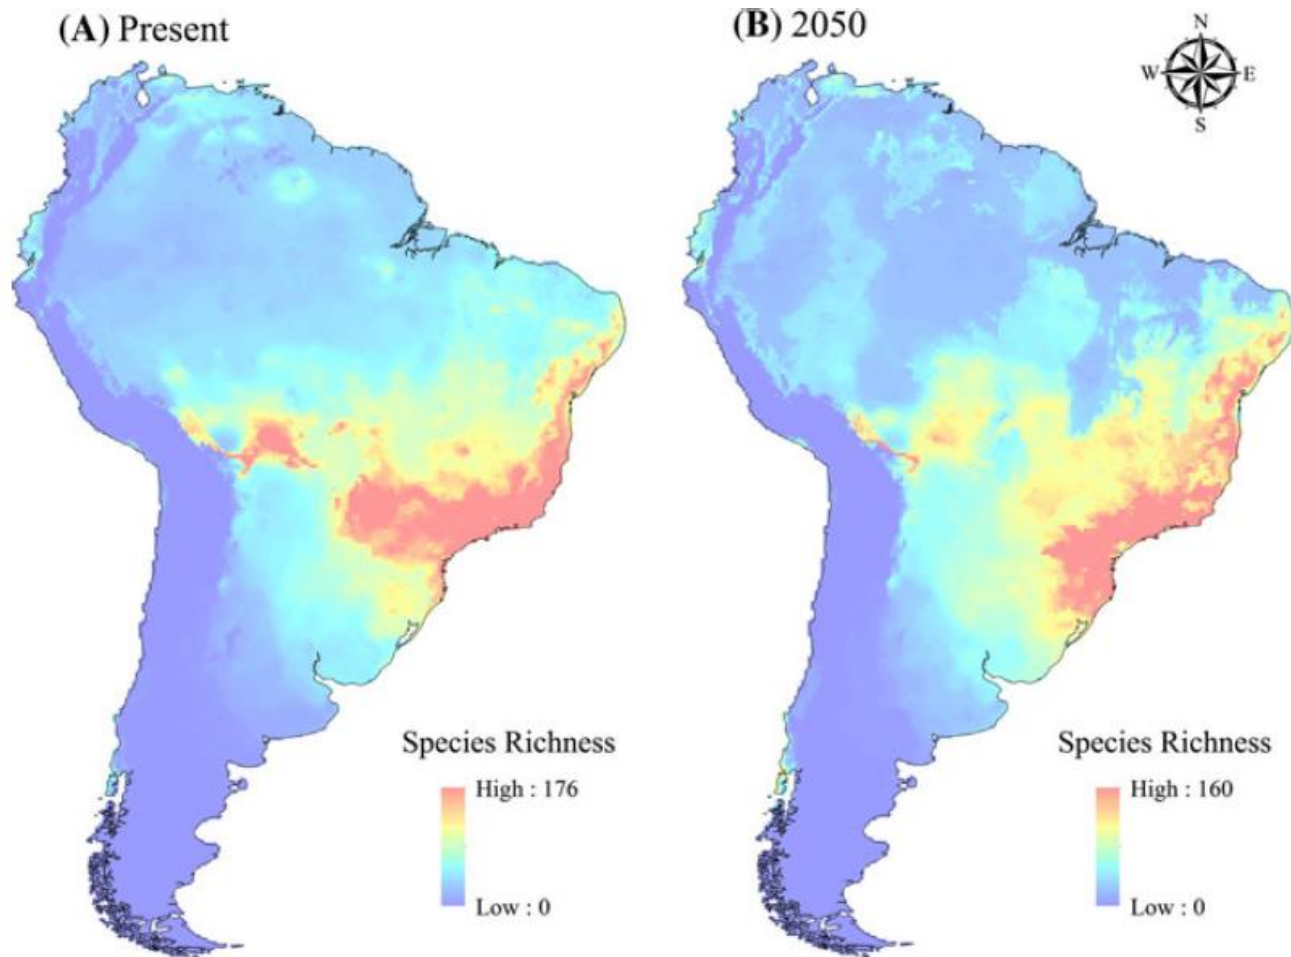 (A) Present
(B) 2050
N
W E
S
Species Richness
High : 176
Low : 0
Species Richness
High : 160
Low : 0